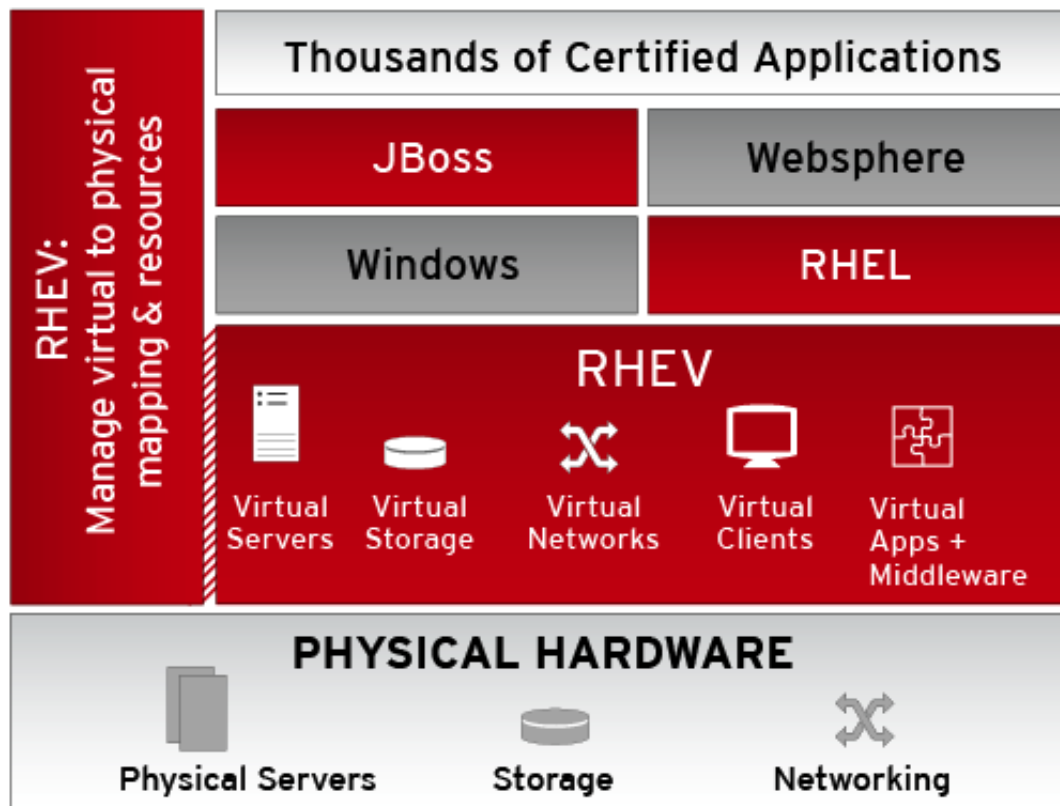 RHEV:
Manage virtual to physical
mapping & resources
Thousands of Certified Applications
JBoss
Websphere
Windows
RHEL
RHEV
Virtual
Servers
Virtual
Storage
Virtual
Networks
Virtual
Clients
Virtual
Apps +
Middleware
PHYSICAL HARDWARE
Physical Servers
Storage
Networking